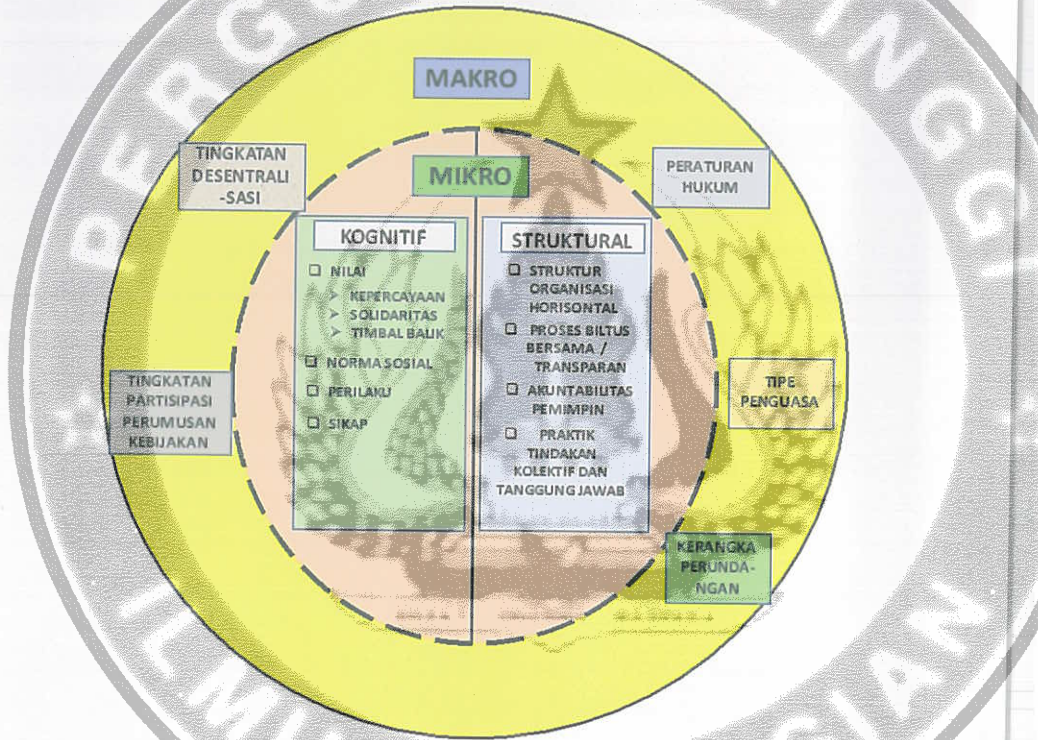 MAKRO
TINGKATAN
DESENTRALI
-SASI
PERATURAN
HUKUM
MIKRO
KOGNITIF
NILAI
KEPERCAYAAN
SOLIDARITAS
TIMBAL BALIK
NORMA SOSIAL
PERILAKU
SIKAP
STRUKTURAL
STRUKTUR
ORGANISASI
HORISONTAL
PROSES BILTUS
BERSAMA /
TRANSPARAN
AKUNTABILITAS
PEMIMPIN
PRAKTIK
TINDAKAN
KOLEKTIF DAN
TANGGUNG JAWAB
TINGKATAN
PARTISIPASI
PERUMUSAN
KEBIJAKAN
TIPE
PENGUASA
KERANGKA
PERUNDA-
NGAN